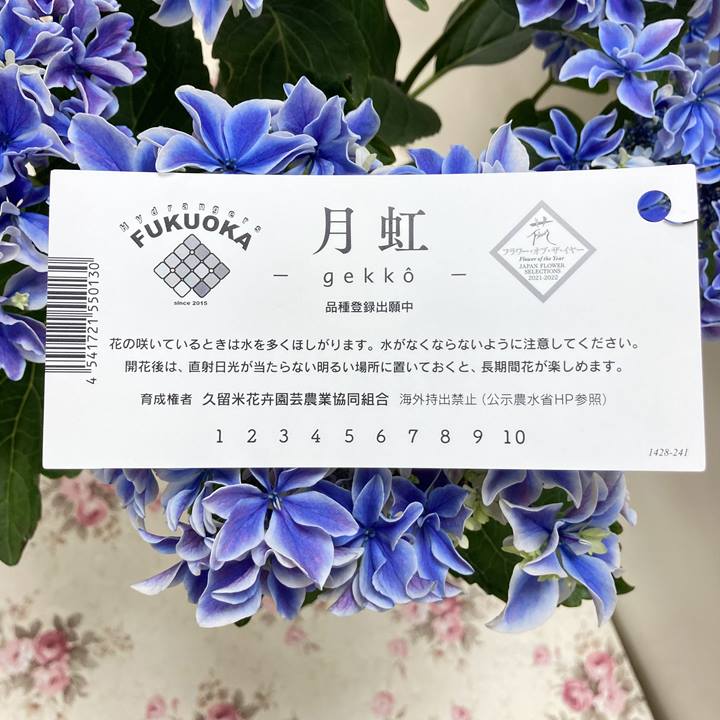 Hydrangers
FUKUOKA
since 2015
月虹
— gekkô —
品種登録出願中
フラワー・オブ・ザ・イヤー
Flower of the Year
JAPAN FLOWER
SELECTIONS
2021-2022
4 541721 550130
花の咲いているときは水を多くほしがります。水がなくならないように注意してください。
開花後は、直射日光が当たらない明るい場所に置いておくと、長期間花が楽しめます。
育成権者 久留米花卉園芸農業協同組合 海外持出禁止（公示農水省HP参照）
1 2 3 4 5 6 7 8 9 10
1428-241